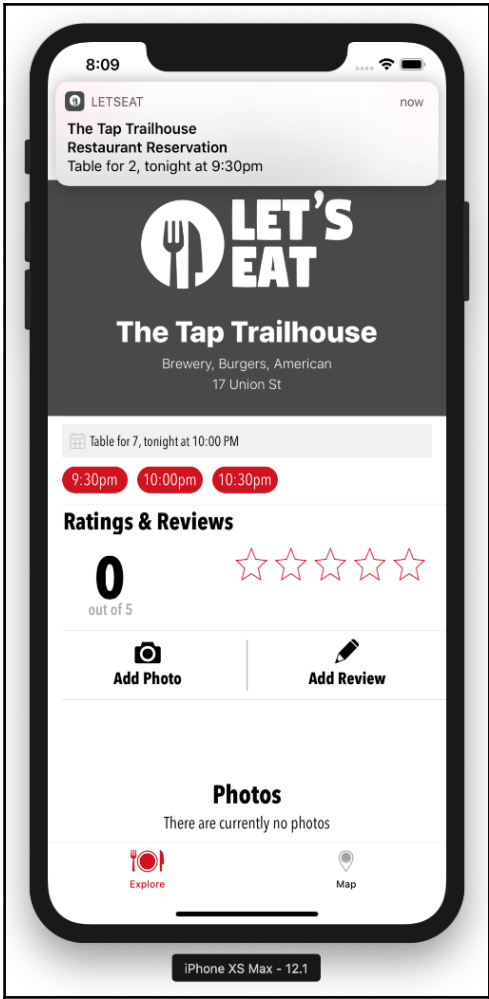 8:09
LETSEAT now
The Tap Trailhouse
Restaurant Reservation
Table for 2, tonight at 9:30pm
LET'S
EAT
The Tap Trailhouse
Brewery, Burgers, American
17 Union St
Table for 7, tonight at 10:00 PM
9:30pm 10:00pm 10:30pm
Ratings & Reviews
0
out of 5
Add Photo Add Review
Photos
There are currently no photos
Explore Map
iPhone XS Max - 12.1